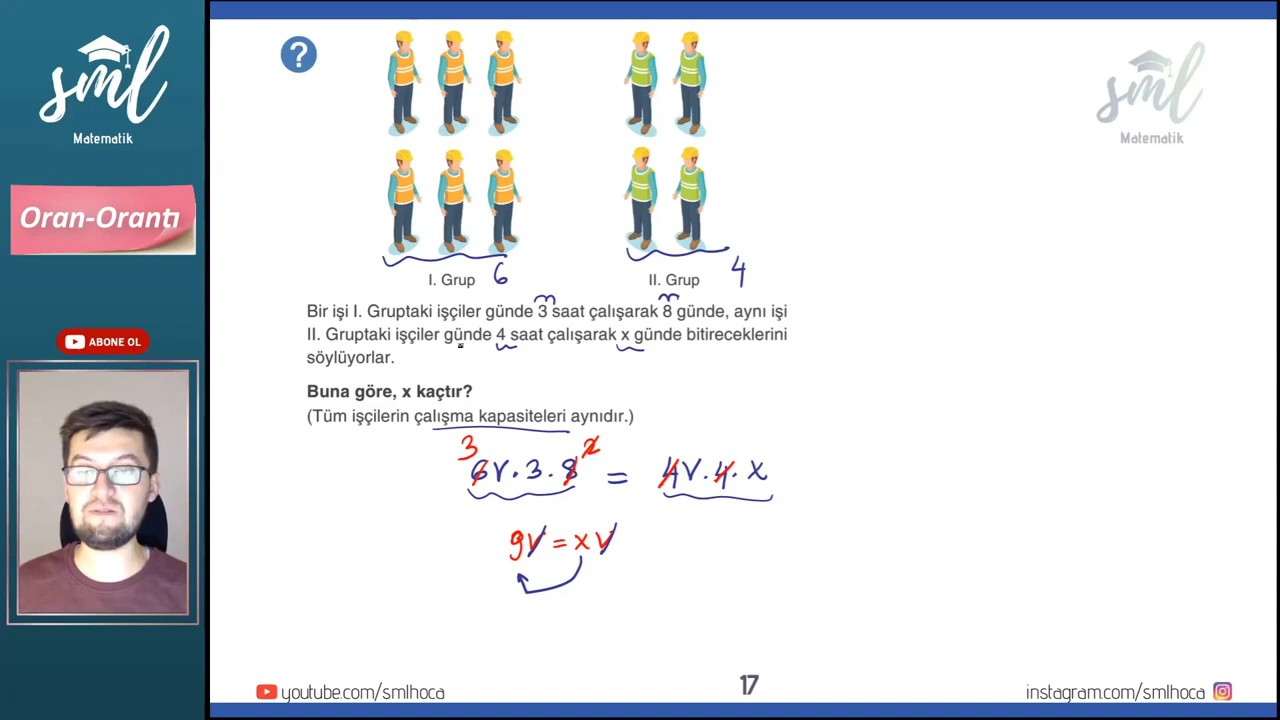 sml
Matematik
Oran-Orantı
ABONE OL
?
sml
Matematik
I. Grup 6
II. Grup 4
Bir işi I. Gruptaki işçiler günde 3 saat çalışarak 8 günde, aynı işi
II. Gruptaki işçiler günde 4 saat çalışarak x günde bitireceklerini
söylüyorlar.
Buna göre, x kaçtır?
(Tüm işçilerin çalışma kapasiteleri aynıdır.)
3 2
6V.3.8 = 4V.4.x
9V = xV
youtube.com/smlhoca
17
instagram.com/smlhoca